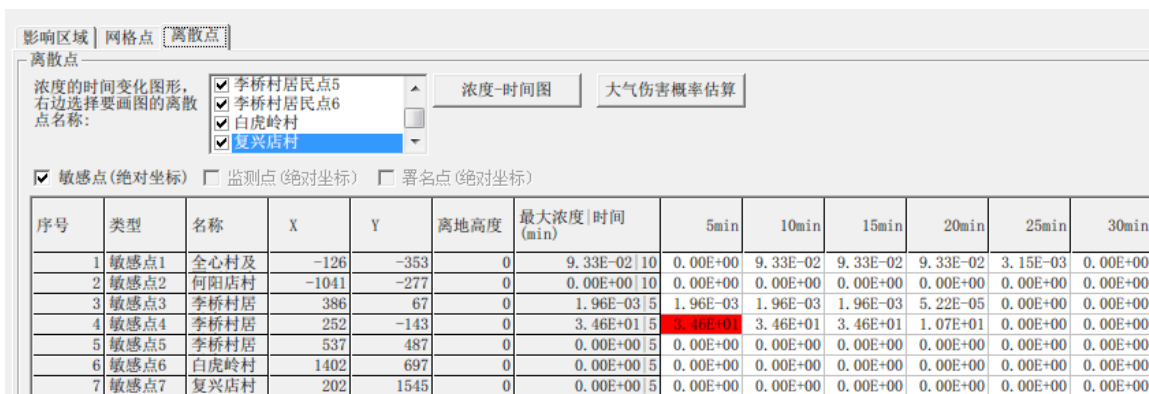 影响区域 网格点 离散点
离散点
浓度的时间变化图形，
右边选择要画图的离散
点名称：
李桥村居民点5
李桥村居民点6
白虎岭村
复兴店村
浓度-时间图 大气伤害概率估算
敏感点(绝对坐标) 监测点(绝对坐标) 署名点(绝对坐标)
序号 类型 名称 X Y 离地高度 最大浓度|时间(min) 5min 10min 15min 20min 25min 30min
1 敏感点1 全心村及 -126 -353 0 9.33E-02|10 0.00E+00 9.33E-02 9.33E-02 9.33E-02 3.15E-03 0.00E+00
2 敏感点2 何阳店村 -1041 -277 0 0.00E+00|10 0.00E+00 0.00E+00 0.00E+00 0.00E+00 0.00E+00 0.00E+00
3 敏感点3 李桥村居 386 67 0 1.96E-03|5 1.96E-03 1.96E-03 1.96E-03 5.22E-05 0.00E+00 0.00E+00
4 敏感点4 李桥村居 252 -143 0 3.46E+01|5 3.46E+01 3.46E+01 3.46E+01 1.07E+01 0.00E+00 0.00E+00
5 敏感点5 李桥村居 537 487 0 0.00E+00|5 0.00E+00 0.00E+00 0.00E+00 0.00E+00 0.00E+00 0.00E+00
6 敏感点6 白虎岭村 1402 697 0 0.00E+00|5 0.00E+00 0.00E+00 0.00E+00 0.00E+00 0.00E+00 0.00E+00
7 敏感点7 复兴店村 202 1545 0 0.00E+00|5 0.00E+00 0.00E+00 0.00E+00 0.00E+00 0.00E+00 0.00E+00